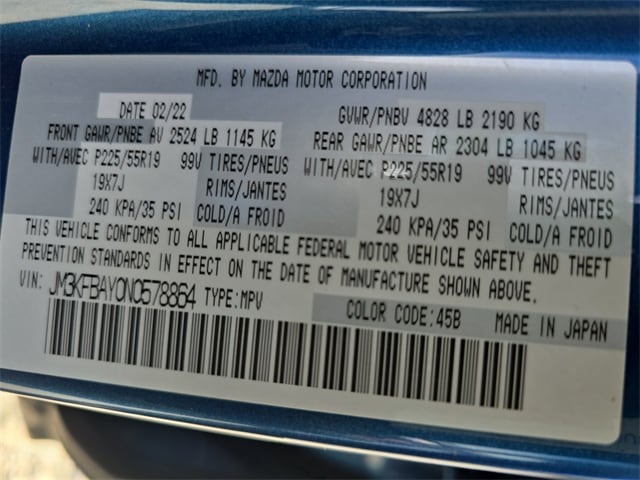 MFD. BY MAZDA MOTOR CORPORATION
DATE 02/22 GVWR/PNBV 4828 LB 2190 KG
FRONT GAWR/PNBE AV 2524 LB 1145 KG REAR GAWR/PNBE AR 2304 LB 1045 KG
WITH/AVEC P225/55R19 99V TIRES/PNEUS WITH/AVEC P225/55R19 99V TIRES/PNEUS
19X7J RIMS/JANTES 19X7J RIMS/JANTES
240 KPA/35 PSI COLD/A FROID 240 KPA/35 PSI COLD/A FROID
THIS VEHICLE CONFORMS TO ALL APPLICABLE FEDERAL MOTOR VEHICLE SAFETY AND THEFT
PREVENTION STANDARDS IN EFFECT ON THE DATE OF MANUFACTURE SHOWN ABOVE.
VIN: JM3KFBAY0N0578864 TYPE:MPV
COLOR CODE:45B MADE IN JAPAN